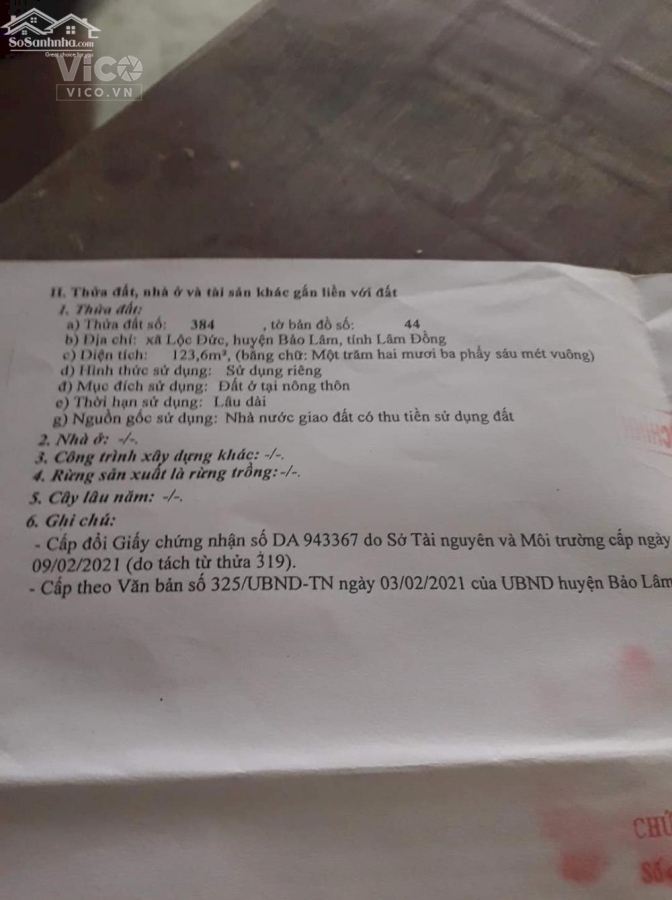 SoSanhnha.com
Great choice for you
ViCO
VICO.VN
II. Thửa đất, nhà ở và tài sản khác gắn liền với đất
1. Thửa đất:
a) Thửa đất số: 384 , tờ bản đồ số: 44
b) Địa chỉ: xã Lộc Đức, huyện Bảo Lâm, tỉnh Lâm Đồng
c) Diện tích: 123,6m², (bằng chữ: Một trăm hai mươi ba phẩy sáu mét vuông)
d) Hình thức sử dụng: Sử dụng riêng
đ) Mục đích sử dụng: Đất ở tại nông thôn
e) Thời hạn sử dụng: Lâu dài
g) Nguồn gốc sử dụng: Nhà nước giao đất có thu tiền sử dụng đất
2. Nhà ở: -/-.
3. Công trình xây dựng khác: -/-.
4. Rừng sản xuất là rừng trồng: -/-.
5. Cây lâu năm: -/-.
6. Ghi chú:
- Cấp đổi Giấy chứng nhận số DA 943367 do Sở Tài nguyên và Môi trường cấp ngày
09/02/2021 (do tách từ thửa 319).
- Cấp theo Văn bản số 325/UBND-TN ngày 03/02/2021 của UBND huyện Bảo Lâm
CHỨ
Số